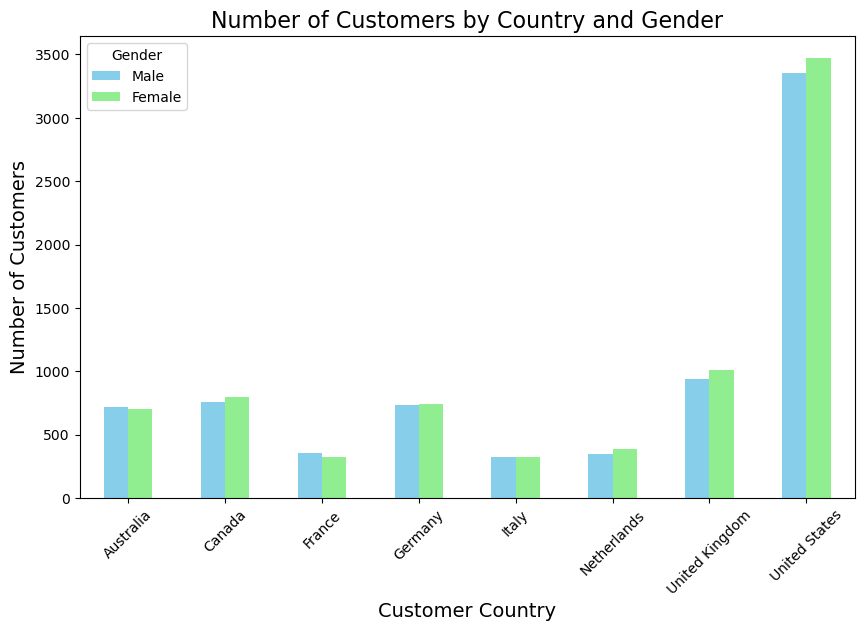 Number of Customers by Country and Gender
Gender
Male
Female
3500
3000
2500
2000
1500
1000
500
0
Number of Customers
Australia
Canada
France
Germany
Italy
Netherlands
United Kingdom
United States
Customer Country